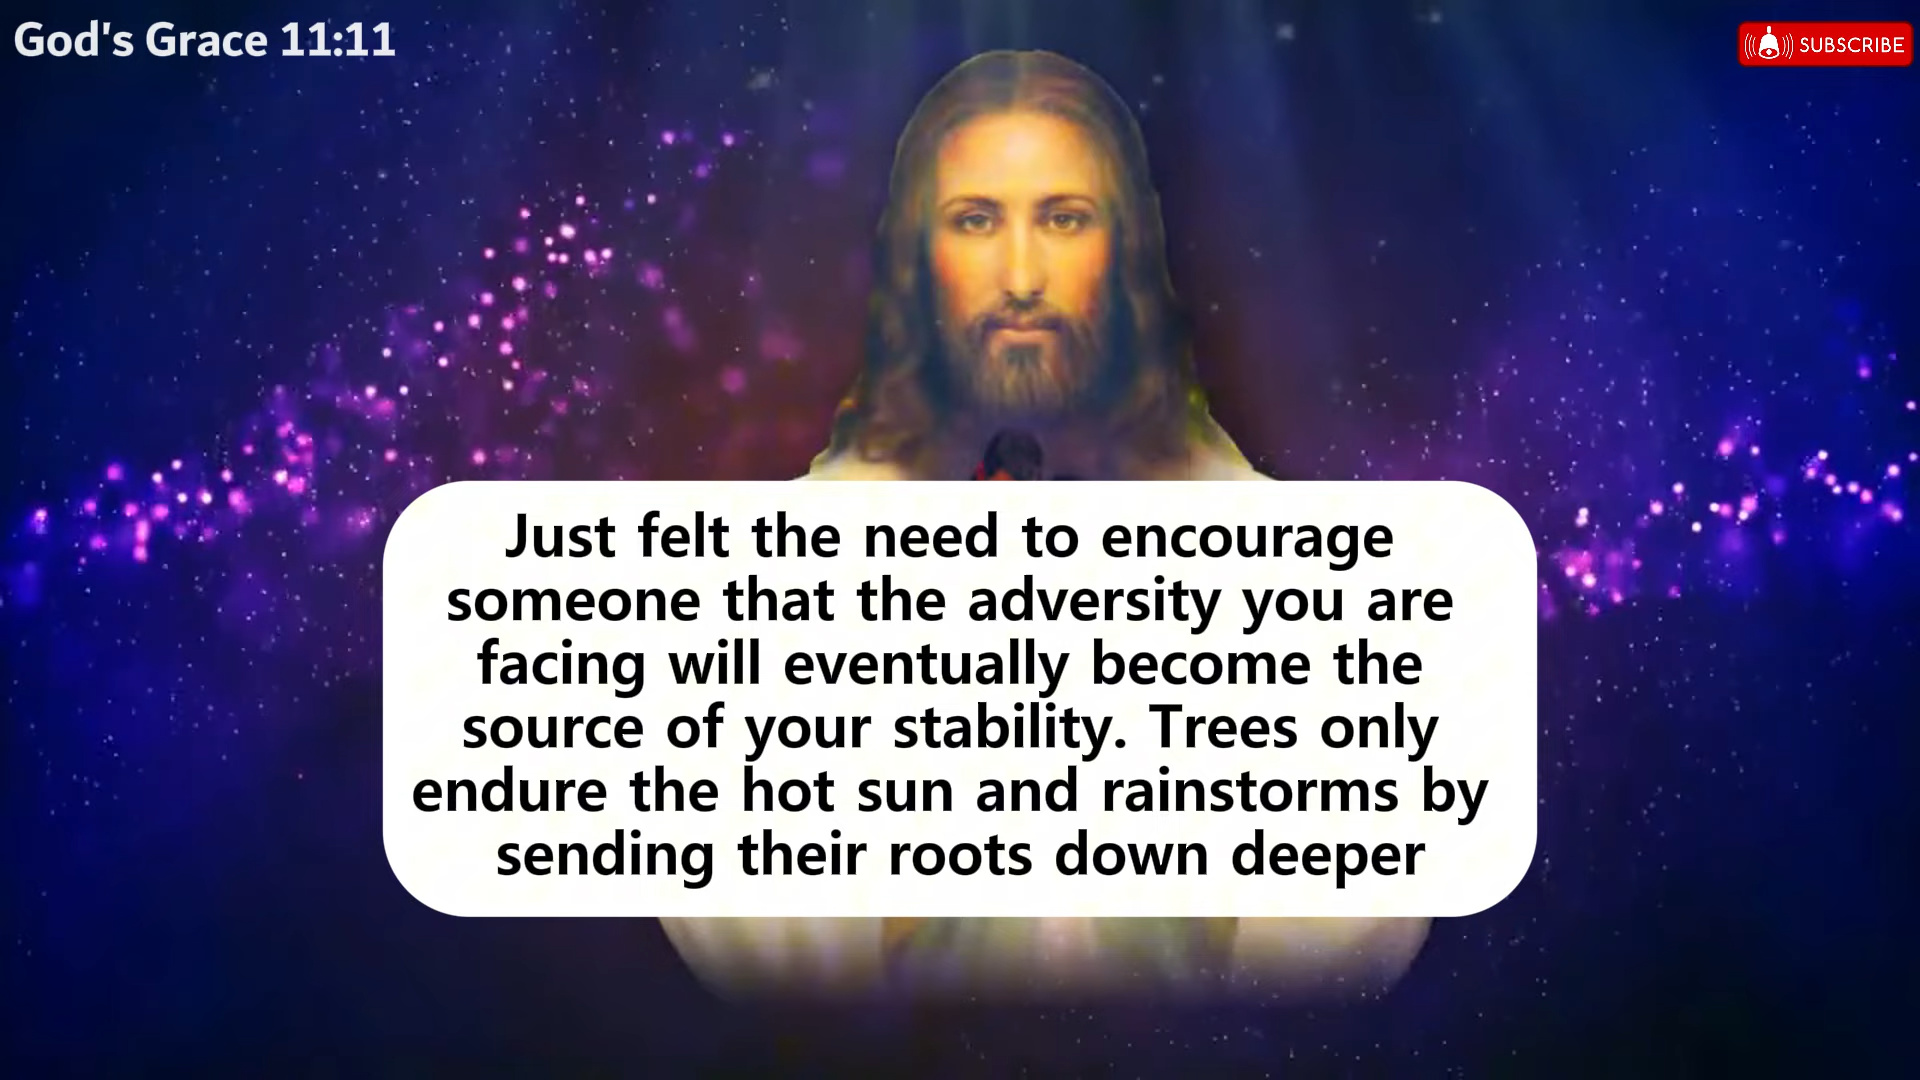 God's Grace 11:11
SUBSCRIBE
Just felt the need to encourage
someone that the adversity you are
facing will eventually become the
source of your stability. Trees only
endure the hot sun and rainstorms by
sending their roots down deeper